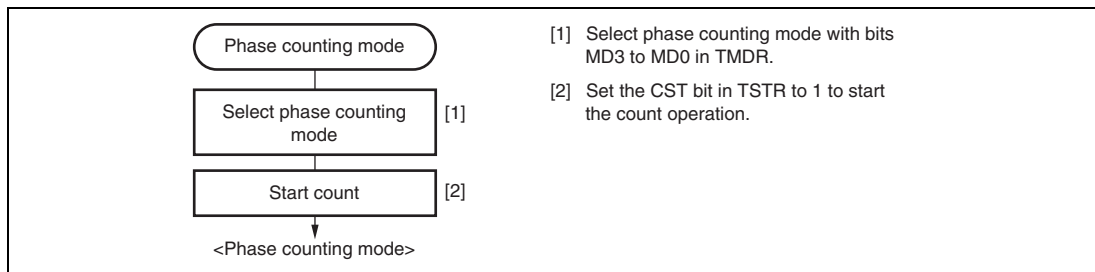 Phase counting mode
Select phase counting
mode
[1]
Start count
[2]
<Phase counting mode>
[1] Select phase counting mode with bits
MD3 to MD0 in TMDR.
[2] Set the CST bit in TSTR to 1 to start
the count operation.